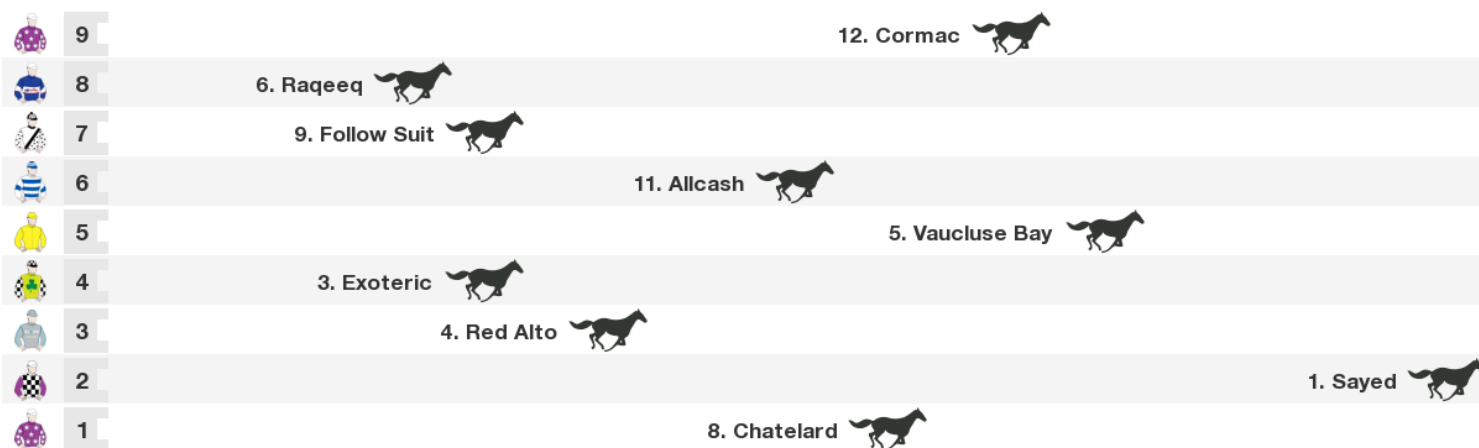 9 12. Cormac
8 6. Raqeeq
7 9. Follow Suit
6 11. Allcash
5 5. Vaucluse Bay
4 3. Exoteric
3 4. Red Alto
2 1. Sayed
1 8. Chatelard